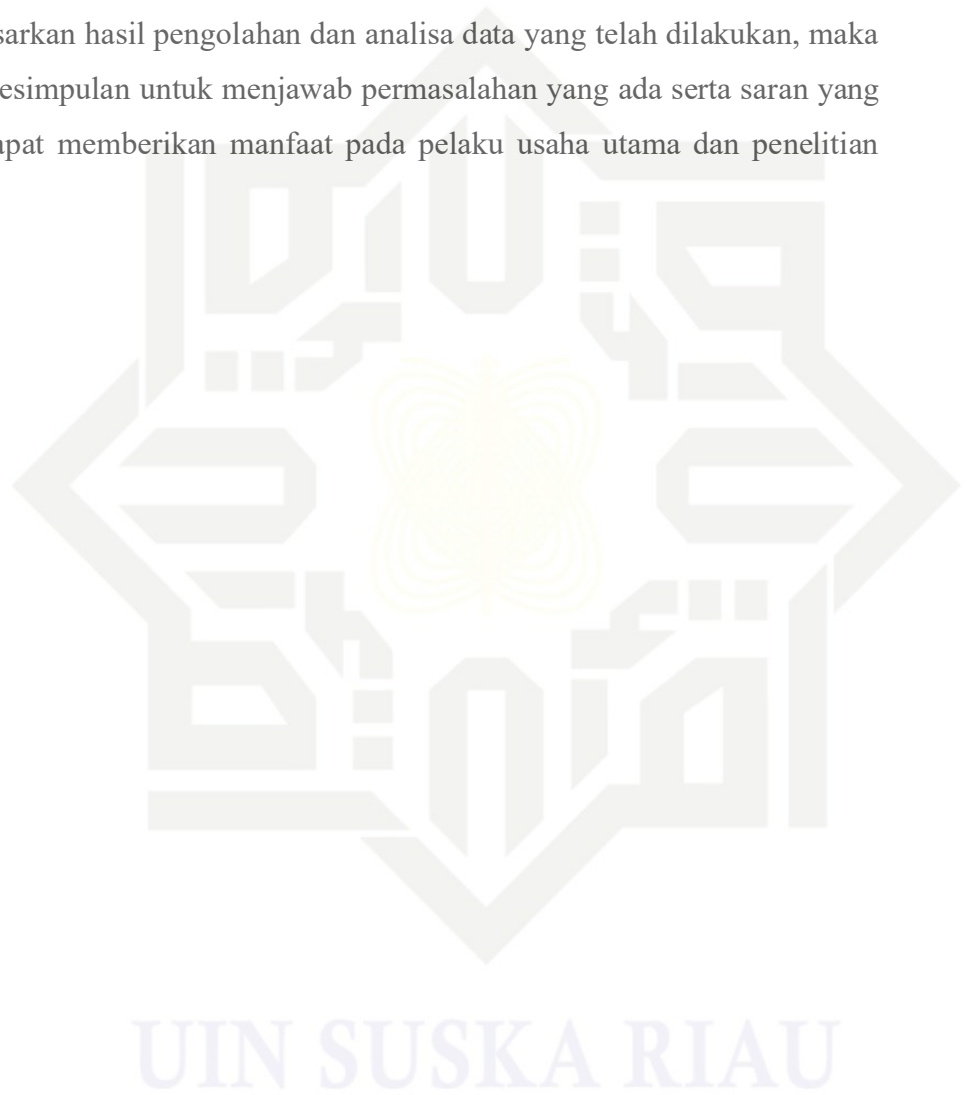 sarkan hasil pengolahan dan analisa data yang telah dilakukan, maka
esimpulan untuk menjawab permasalahan yang ada serta saran yang
apat memberikan manfaat pada pelaku usaha utama dan penelitian
UIN SUSKA RIAU